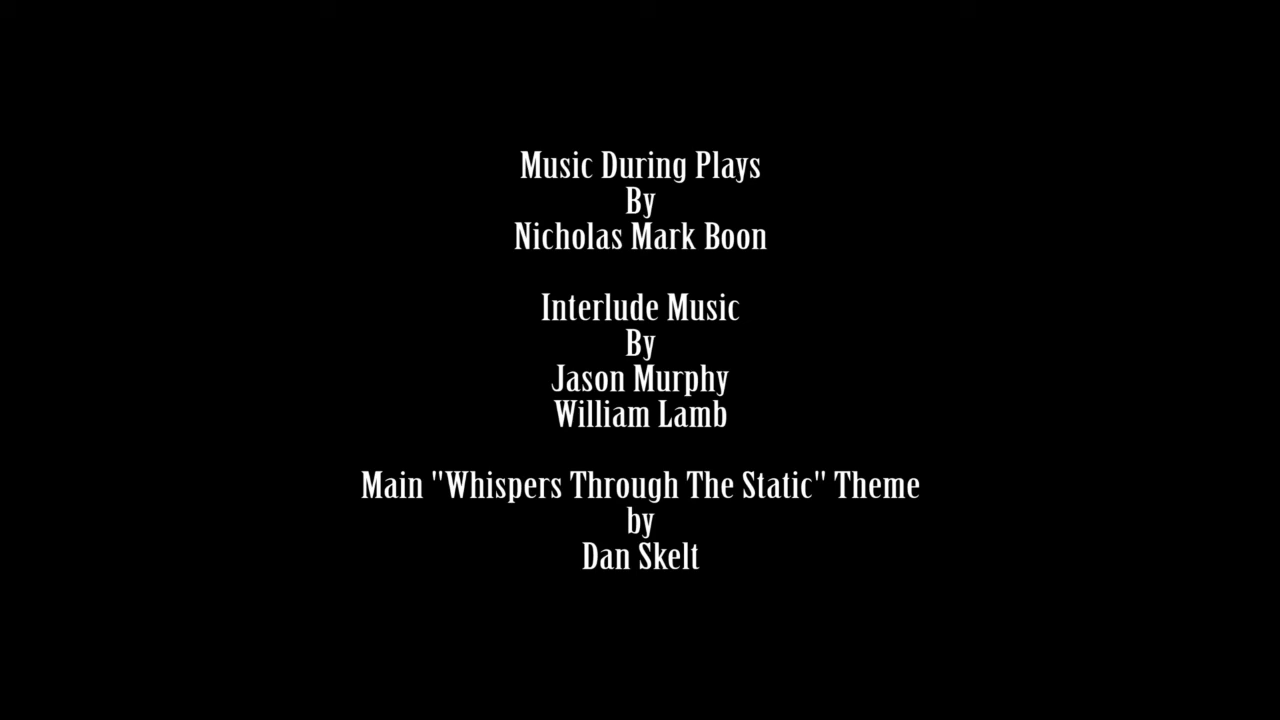 Music During Plays
By
Nicholas Mark Boon
Interlude Music
By
Jason Murphy
William Lamb
Main "Whispers Through The Static" Theme
by
Dan Skelt